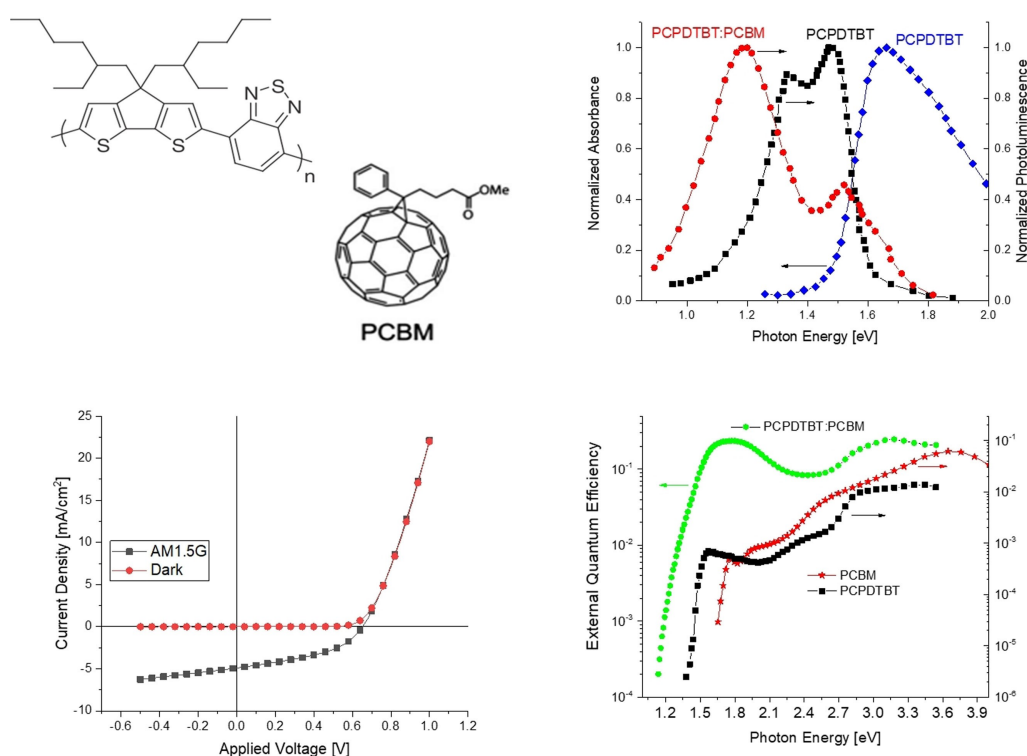 S
N
N
S
S
n
OMe
O
PCBM
PCPDTBT:PCBM
PCPDTBT
PCPDTBT
Normalized Absorbance
1.0
0.8
0.6
0.4
0.2
0.0
1.0
0.8
0.6
0.4
0.2
0.0
Normalized Photoluminescence
1.0 1.2 1.4 1.6 1.8 2.0
Photon Energy [eV]
Current Density [mA/cm2]
25
20
15
10
5
0
-5
-10
AM1.5G
Dark
-0.6 -0.4 -0.2 0.0 0.2 0.4 0.6 0.8 1.0 1.2
Applied Voltage [V]
External Quantum Efficiency
10-1
10-2
10-3
10-4
PCPDTBT:PCBM
PCBM
PCPDTBT
10-1
10-2
10-3
10-4
10-5
10-6
1.2 1.5 1.8 2.1 2.4 2.7 3.0 3.3 3.6 3.9
Photon Energy [eV]